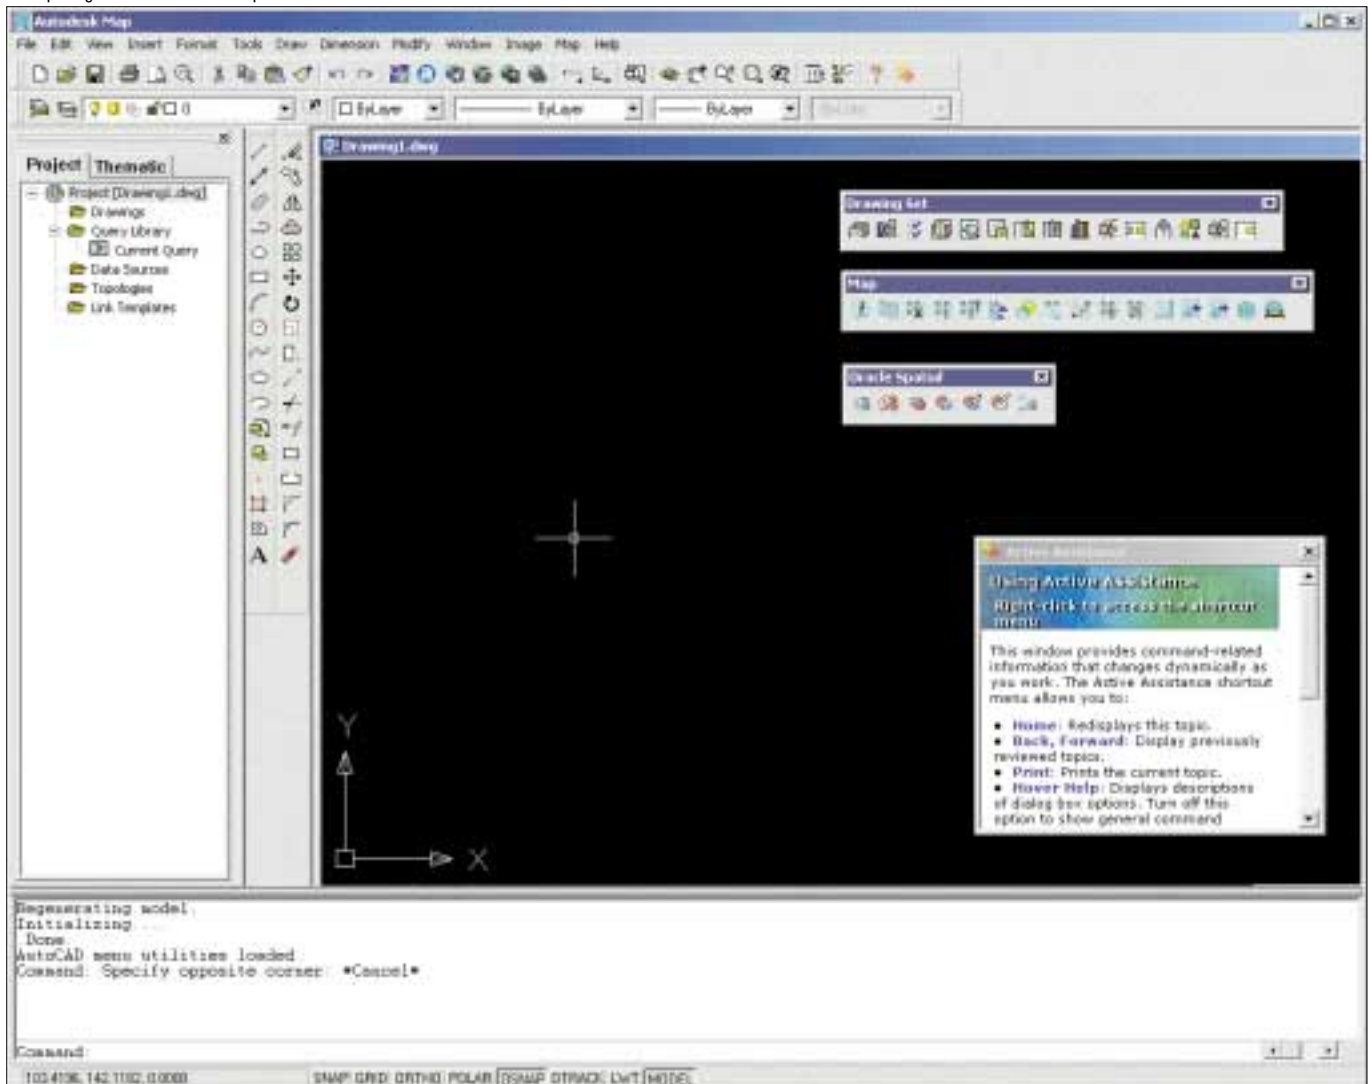 Autodesk Map
File Edit View Insert Format Tools Draw Dimension Modify Window Image Map Help
0 ByLayer ByLayer ByLayer
Drawing1.dwg
Project Thematic
Project [Drawing1.dwg]
Drawings
Query Library
Current Query
Data Sources
Topologies
Link Templates
Drawing Set
Map
Oracle Spatial
A
Y
X
Active Assistance
Using Active Assistance
Right-click to access the shortcut
menu
This window provides command-related
information that changes dynamically as
you work. The Active Assistance shortcut
menu allows you to:
• Home: Redisplays this topic.
• Back, Forward: Display previously
reviewed topics.
• Print: Prints the current topic.
• Hover Help: Displays descriptions
of dialog box options. Turn off this
option to show general command
Regenerating model.
Initializing...
Done.
AutoCAD menu utilities loaded.
Command: Specify opposite corner: *Cancel*
Command:
SNAP GRID ORTHO POLAR OSNAP OTRACK LWT MODEL